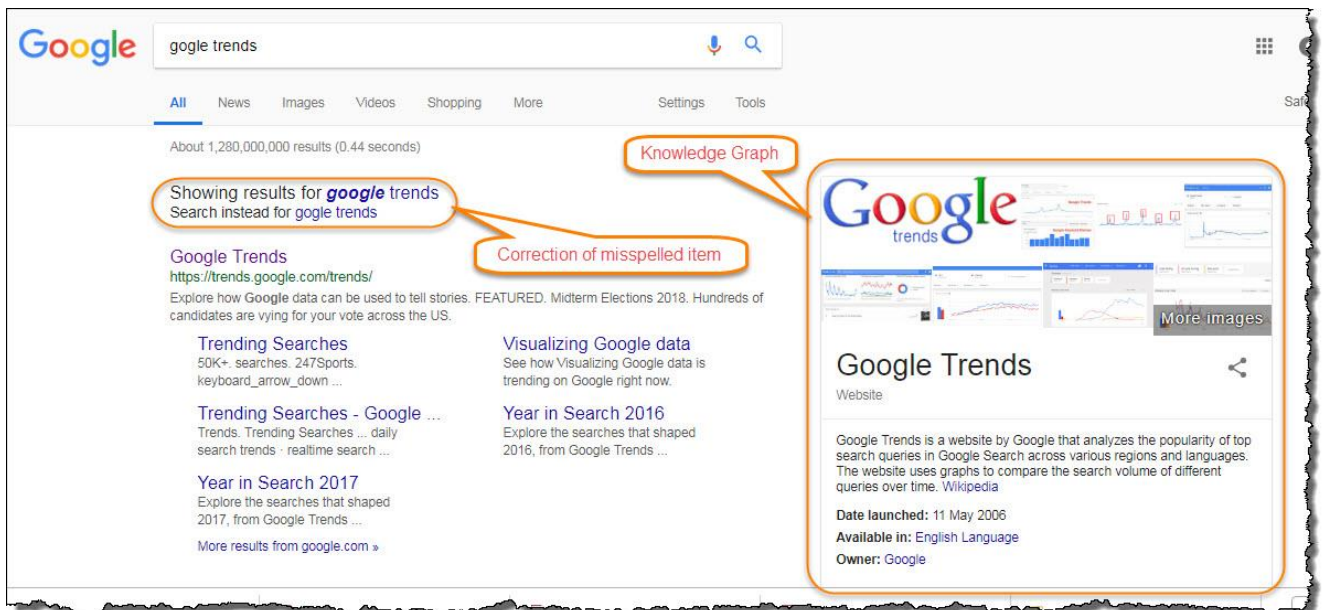 Google
gogle trends
All News Images Videos Shopping More Settings Tools
About 1,280,000,000 results (0.44 seconds)
Showing results for google trends
Search instead for gogle trends
Correction of misspelled item
Google Trends
https://trends.google.com/trends/
Explore how Google data can be used to tell stories. FEATURED. Midterm Elections 2018. Hundreds of
candidates are vying for your vote across the US.
Trending Searches
50K+. searches. 247Sports.
keyboard_arrow_down ...
Visualizing Google data
See how Visualizing Google data is
trending on Google right now.
Trending Searches - Google ...
Trends. Trending Searches ... daily
search trends · realtime search ...
Year in Search 2016
Explore the searches that shaped
2016, from Google Trends ...
Year in Search 2017
Explore the searches that shaped
2017, from Google Trends ...
More results from google.com »
Knowledge Graph
Google
trends
More images
Google Trends
Website
Google Trends is a website by Google that analyzes the popularity of top
search queries in Google Search across various regions and languages.
The website uses graphs to compare the search volume of different
queries over time. Wikipedia
Date launched: 11 May 2006
Available in: English Language
Owner: Google